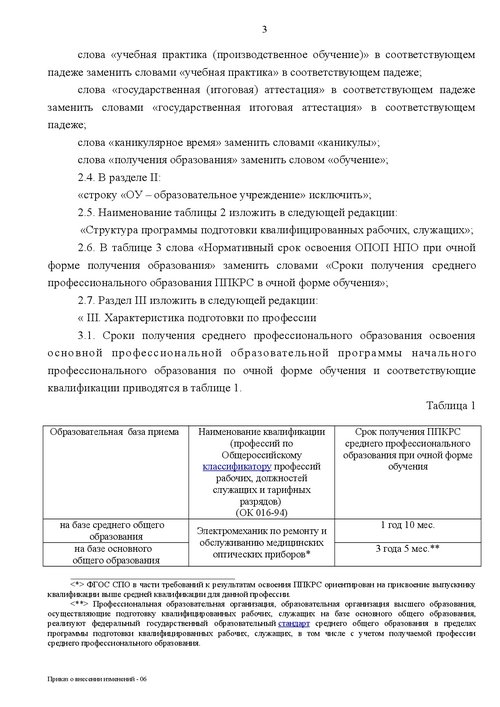 3
слова «учебная практика (производственное обучение)» в соответствующем
падеже заменить словами «учебная практика» в соответствующем падеже;
слова «государственная (итоговая) аттестация» в соответствующем падеже
заменить словами «государственная итоговая аттестация» в соответствующем
падеже;
слова «каникулярное время» заменить словами «каникулы»;
слова «получения образования» заменить словом «обучение»;
2.4. В разделе II:
«строку «ОУ – образовательное учреждение» исключить»;
2.5. Наименование таблицы 2 изложить в следующей редакции:
«Структура программы подготовки квалифицированных рабочих, служащих»;
2.6. В таблице 3 слова «Нормативный срок освоения ОПОП НПО при очной
форме получения образования» заменить словами «Сроки получения среднего
профессионального образования ППКРС в очной форме обучения»;
2.7. Раздел III изложить в следующей редакции:
« III. Характеристика подготовки по профессии
3.1. Сроки получения среднего профессионального образования освоения
основной профессиональной образовательной программы начального
профессионального образования по очной форме обучения и соответствующие
квалификации приводятся в таблице 1.
Таблица 1
Образовательная база приема
Наименование квалификации
(профессий по
Общероссийскому
классификатору профессий
рабочих, должностей
служащих и тарифных
разрядов)
(ОК 016-94)
Срок получения ППКРС
среднего профессионального
образования при очной форме
обучения
на базе среднего общего
образования
Электромеханик по ремонту и
обслуживанию медицинских
оптических приборов*
1 год 10 мес.
на базе основного
общего образования
3 года 5 мес.**
<*> ФГОС СПО в части требований к результатам освоения ППКРС ориентирован на присвоение выпускнику
квалификации выше средней квалификации для данной профессии.
<**> Профессиональная образовательная организация, образовательная организация высшего образования,
осуществляющие подготовку квалифицированных рабочих, служащих на базе основного общего образования,
реализуют федеральный государственный образовательный стандарт среднего общего образования в пределах
программы подготовки квалифицированных рабочих, служащих, в том числе с учетом получаемой профессии
среднего профессионального образования.
Приказ о внесении изменений - 06